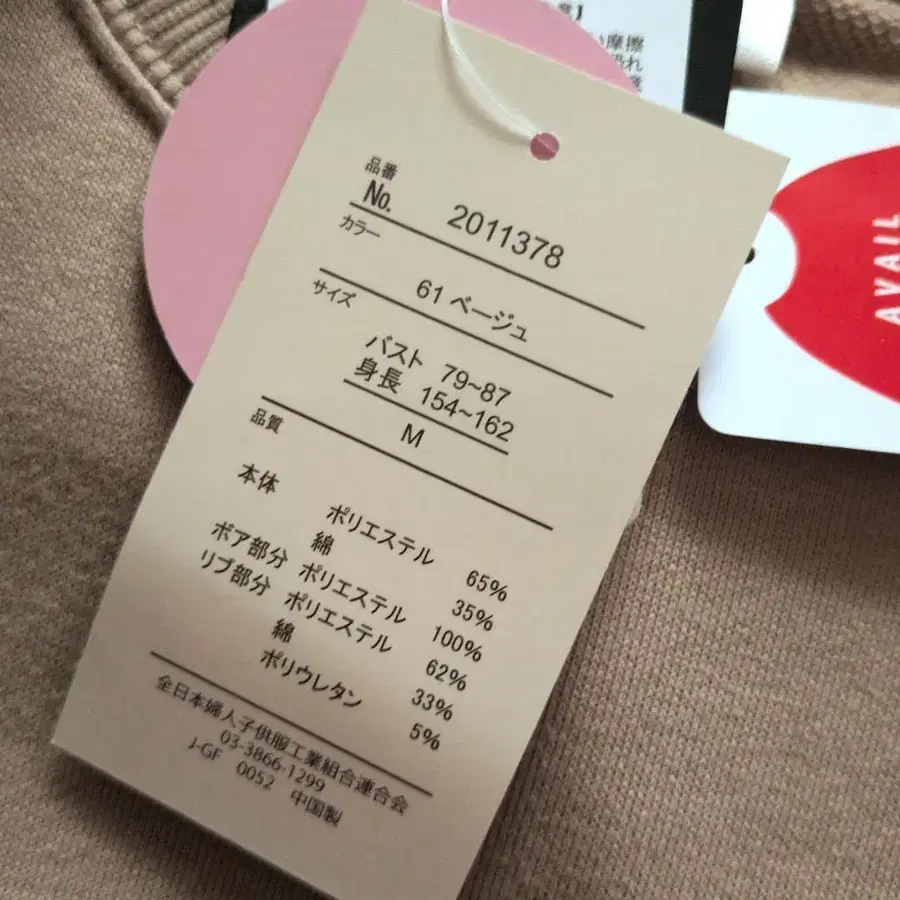 品番
No. 2011378
カラー
61 ベージュ
サイズ
バスト 79~87
身長 154~162
M
品質
本体 ポリエステル 65%
綿 35%
ボア部分 ポリエステル 100%
リブ部分 ポリエステル 62%
綿 33%
ポリウレタン 5%
全日本婦人子供服工業組合連合会
03-3866-1299
J-GF 0052 中国製
摩擦
AVAIL